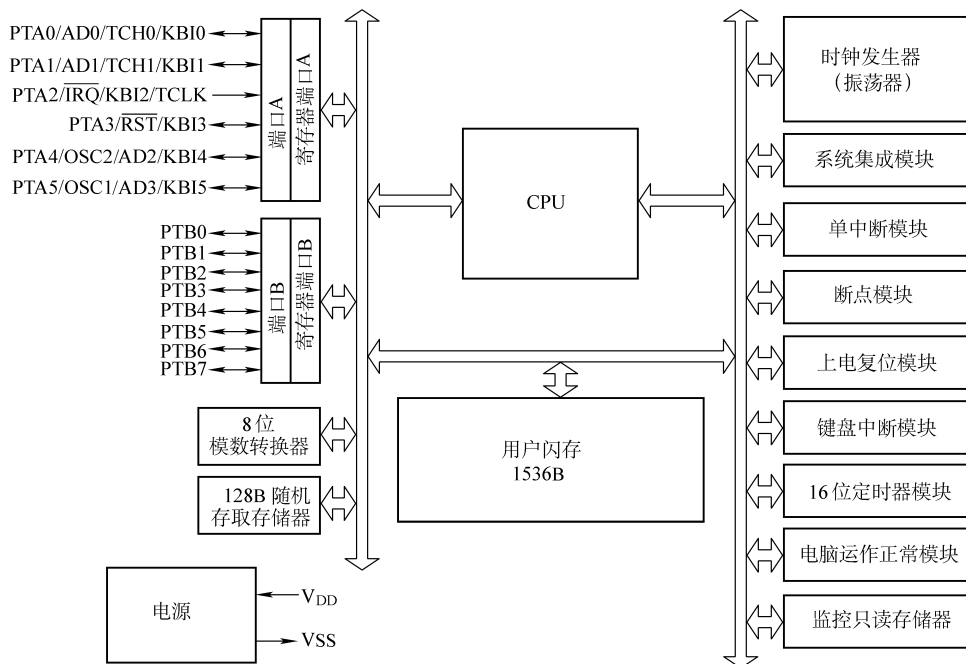 PTA0/AD0/TCH0/KBI0
PTA1/AD1/TCH1/KBI1
PTA2/IRQ/KBI2/TCLK
PTA3/RST/KBI3
PTA4/OSC2/AD2/KBI4
PTA5/OSC1/AD3/KBI5
端口A
寄存器端口A
PTB0
PTB1
PTB2
PTB3
PTB4
PTB5
PTB6
PTB7
端口B
寄存器端口B
8位
模数转换器
128B随机
存取存储器
电源
VDD
VSS
CPU
用户闪存
1536B
时钟发生器
(振荡器)
系统集成模块
单中断模块
断点模块
上电复位模块
键盘中断模块
16位定时器模块
电脑运作正常模块
监控只读存储器